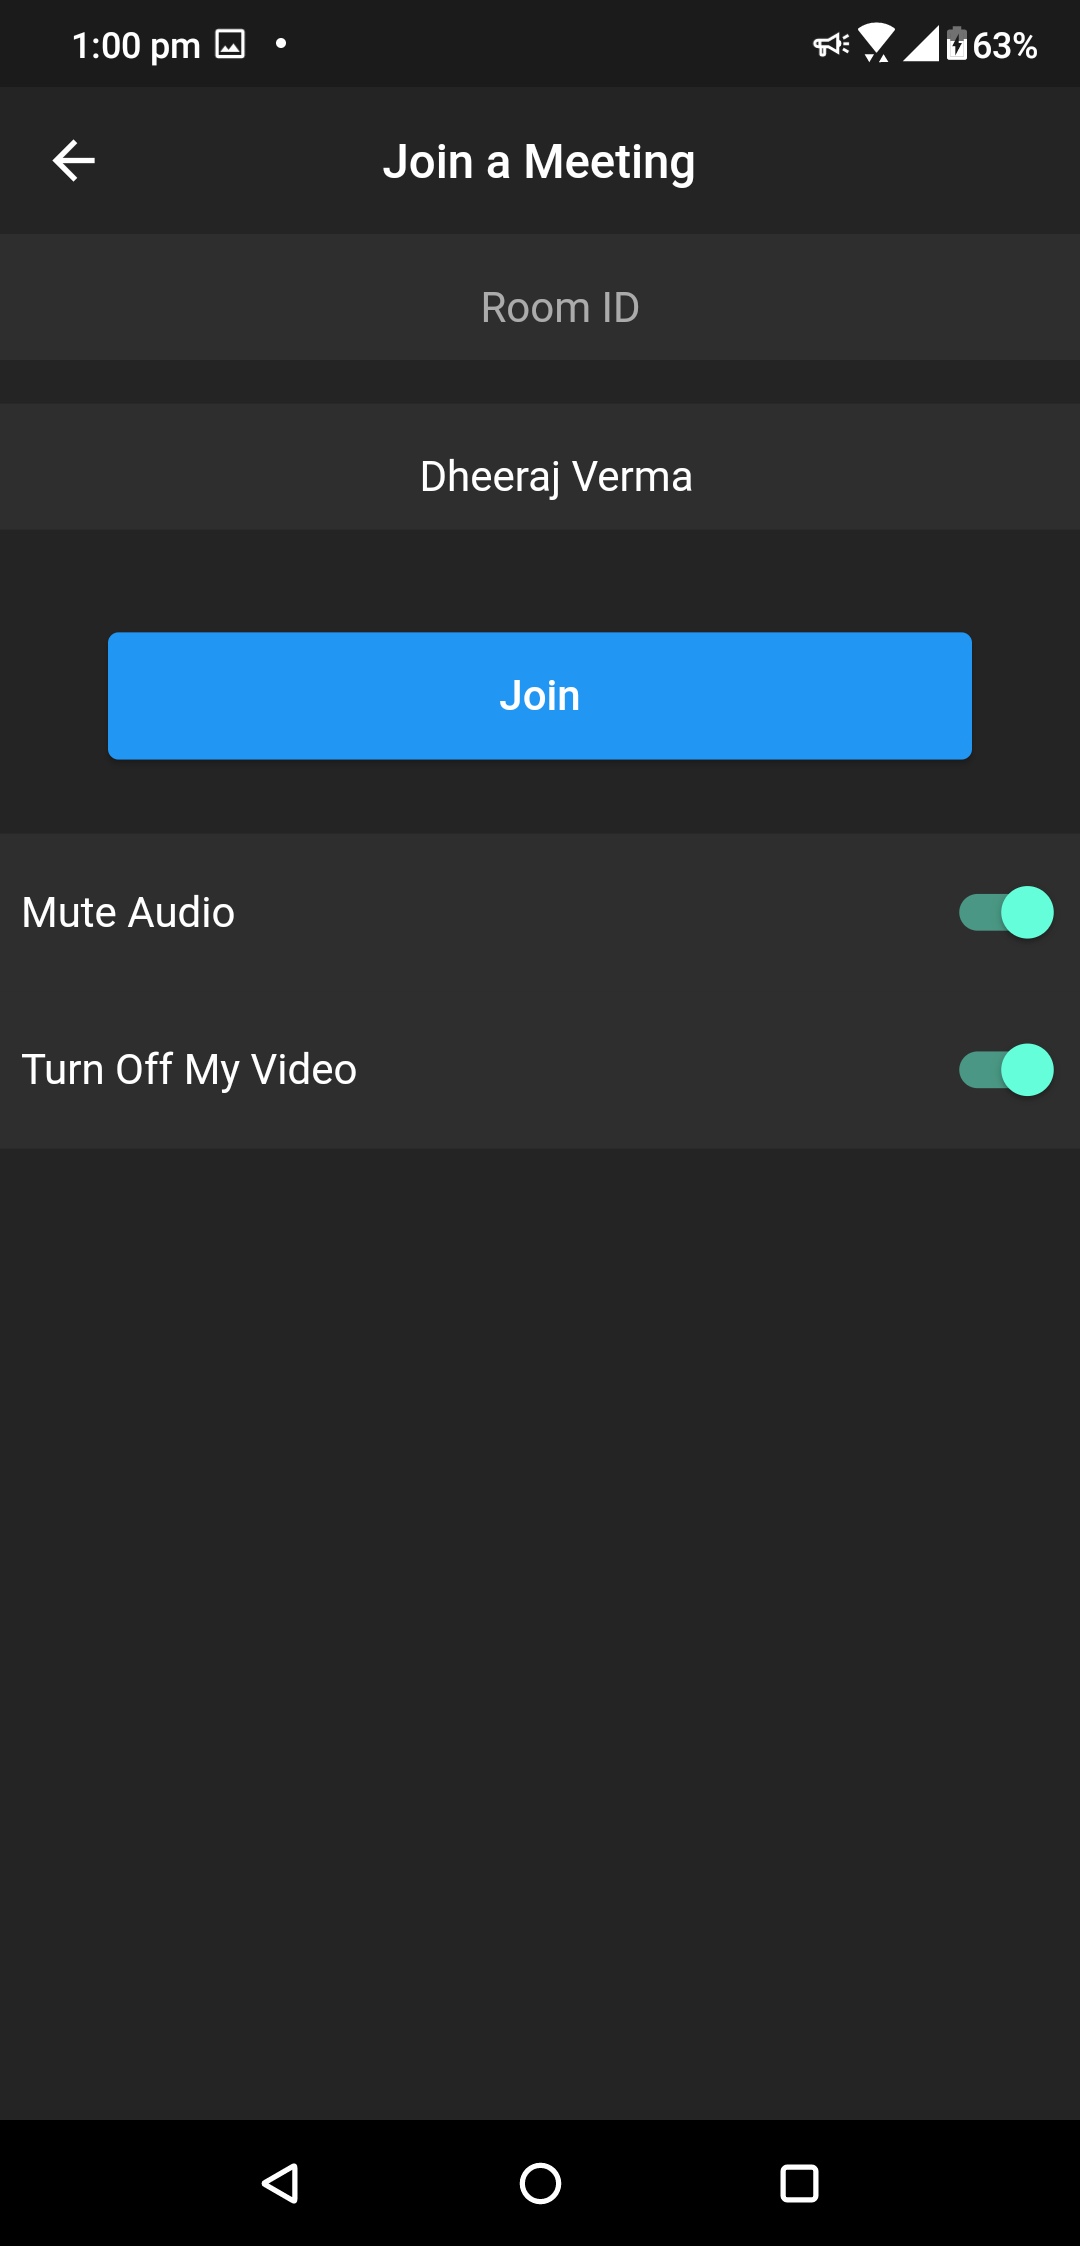 1:00 pm
63%
Join a Meeting
Room ID
Dheeraj Verma
Join
Mute Audio
Turn Off My Video